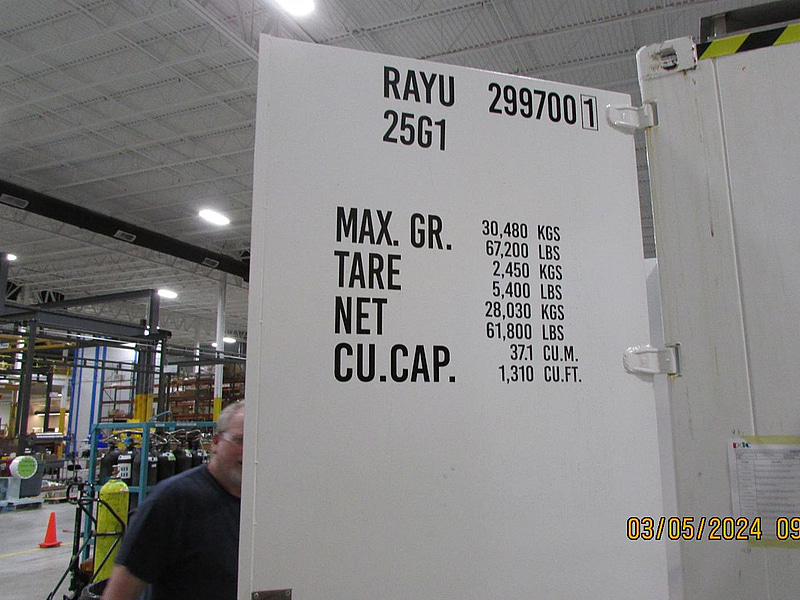 RAYU 299700 1
25G1
MAX. GR. 30,480 KGS
67,200 LBS
TARE 2,450 KGS
5,400 LBS
NET 28,030 KGS
61,800 LBS
CU.CAP. 37.1 CU.M.
1,310 CU.FT.
03/05/2024 09